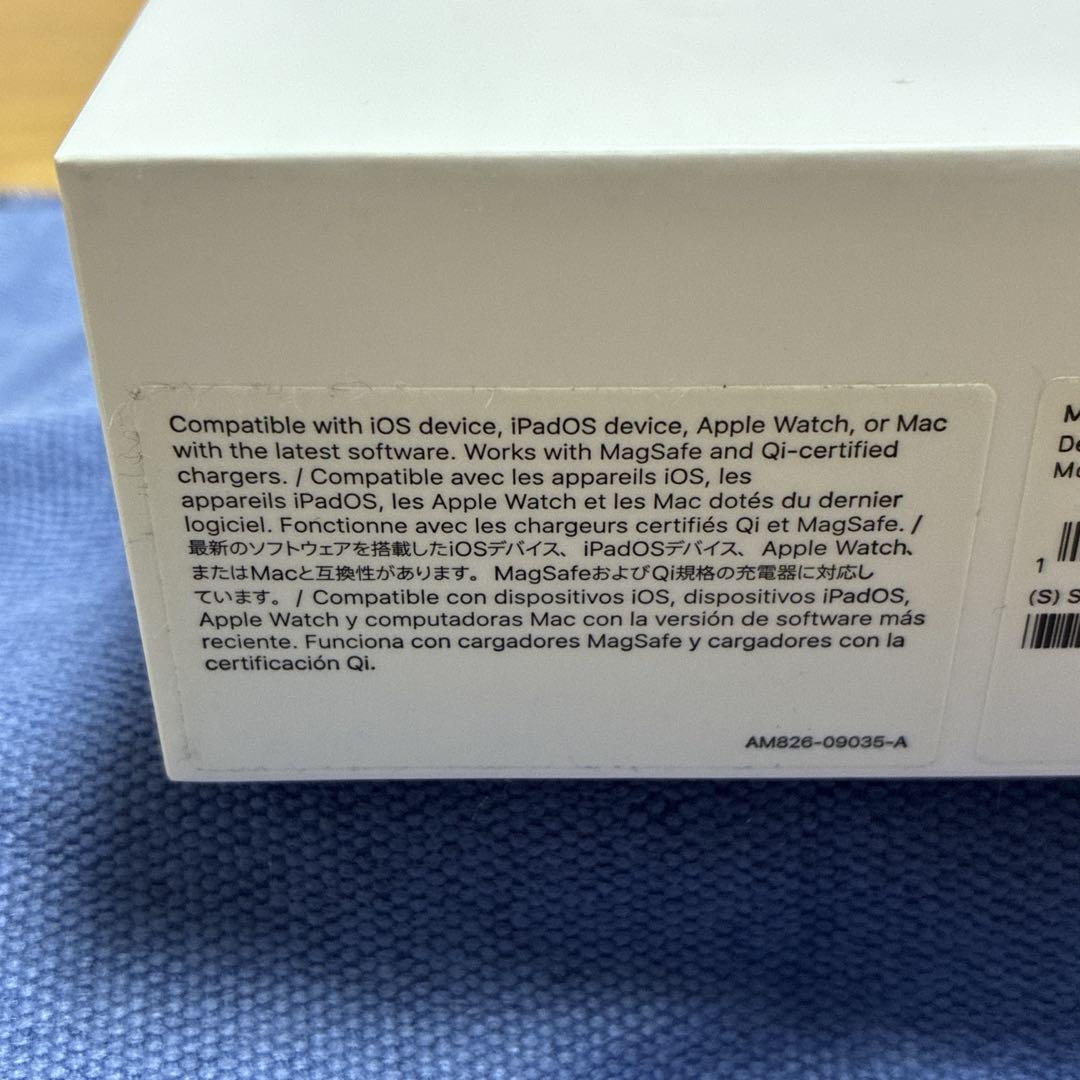 Compatible with iOS device, iPadOS device, Apple Watch, or Mac
with the latest software. Works with MagSafe and Qi-certified
chargers. / Compatible avec les appareils iOS, les
appareils iPadOS, les Apple Watch et les Mac dotés du dernier
logiciel. Fonctionne avec les chargeurs certifiés Qi et MagSafe. /
最新のソフトウェアを搭載したiOSデバイス、iPadOSデバイス、Apple Watch、
またはMacと互換性があります。MagSafeおよびQi規格の充電器に対応し
ています。 / Compatible con dispositivos iOS, dispositivos iPadOS,
Apple Watch y computadoras Mac con la versión de software más
reciente. Funciona con cargadores MagSafe y cargadores con la
certificación Qi.
AM826-09035-A
1
(S) S